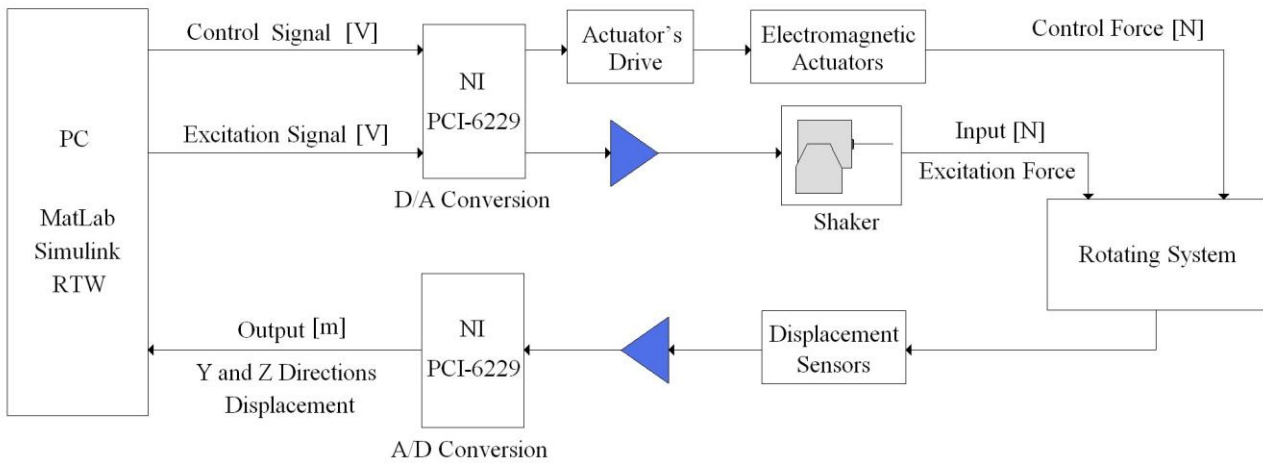 Control Signal [V]
Actuator's
Drive
Electromagnetic
Actuators
Control Force [N]
NI
PCI-6229
PC
Excitation Signal [V]
Input [N]
Excitation Force
D/A Conversion
Shaker
MatLab
Simulink
RTW
Rotating System
Output [m]
Y and Z Directions
Displacement
NI
PCI-6229
Displacement
Sensors
A/D Conversion